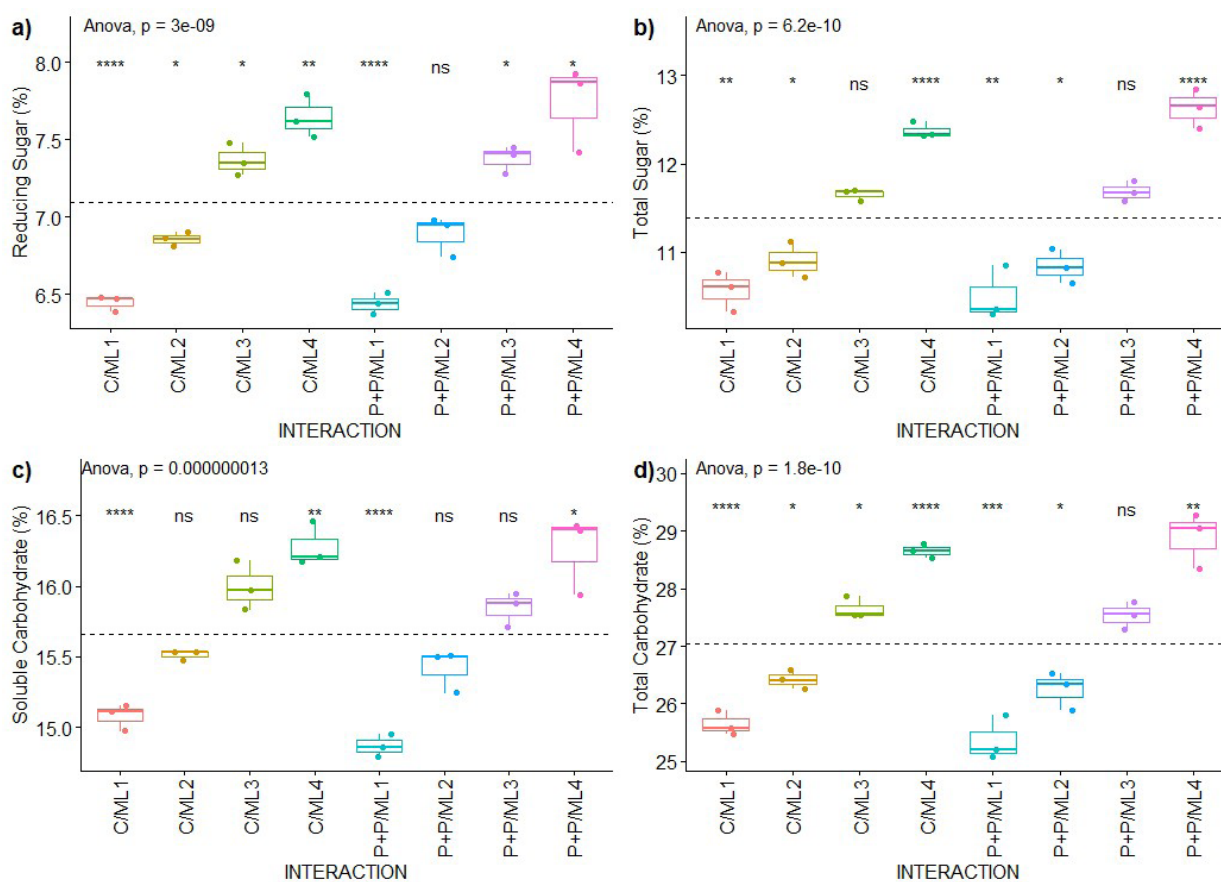 a) Anova, p = 3e-09
**** * * ** **** ns * *
Reducing Sugar (%)
8.0
7.5
7.0
6.5
C/ML1 C/ML2 C/ML3 C/ML4 P+P/ML1 P+P/ML2 P+P/ML3 P+P/ML4
INTERACTION
b) Anova, p = 6.2e-10
** * ns **** ** * ns ****
Total Sugar (%)
13
12
11
C/ML1 C/ML2 C/ML3 C/ML4 P+P/ML1 P+P/ML2 P+P/ML3 P+P/ML4
INTERACTION
c) Anova, p = 0.000000013
**** ns ns ** **** ns ns *
Soluble Carbohydrate (%)
16.5
16.0
15.5
15.0
C/ML1 C/ML2 C/ML3 C/ML4 P+P/ML1 P+P/ML2 P+P/ML3 P+P/ML4
INTERACTION
d) Anova, p = 1.8e-10
**** * * **** *** * ns **
Total Carbohydrate (%)
30
29
28
27
26
25
C/ML1 C/ML2 C/ML3 C/ML4 P+P/ML1 P+P/ML2 P+P/ML3 P+P/ML4
INTERACTION